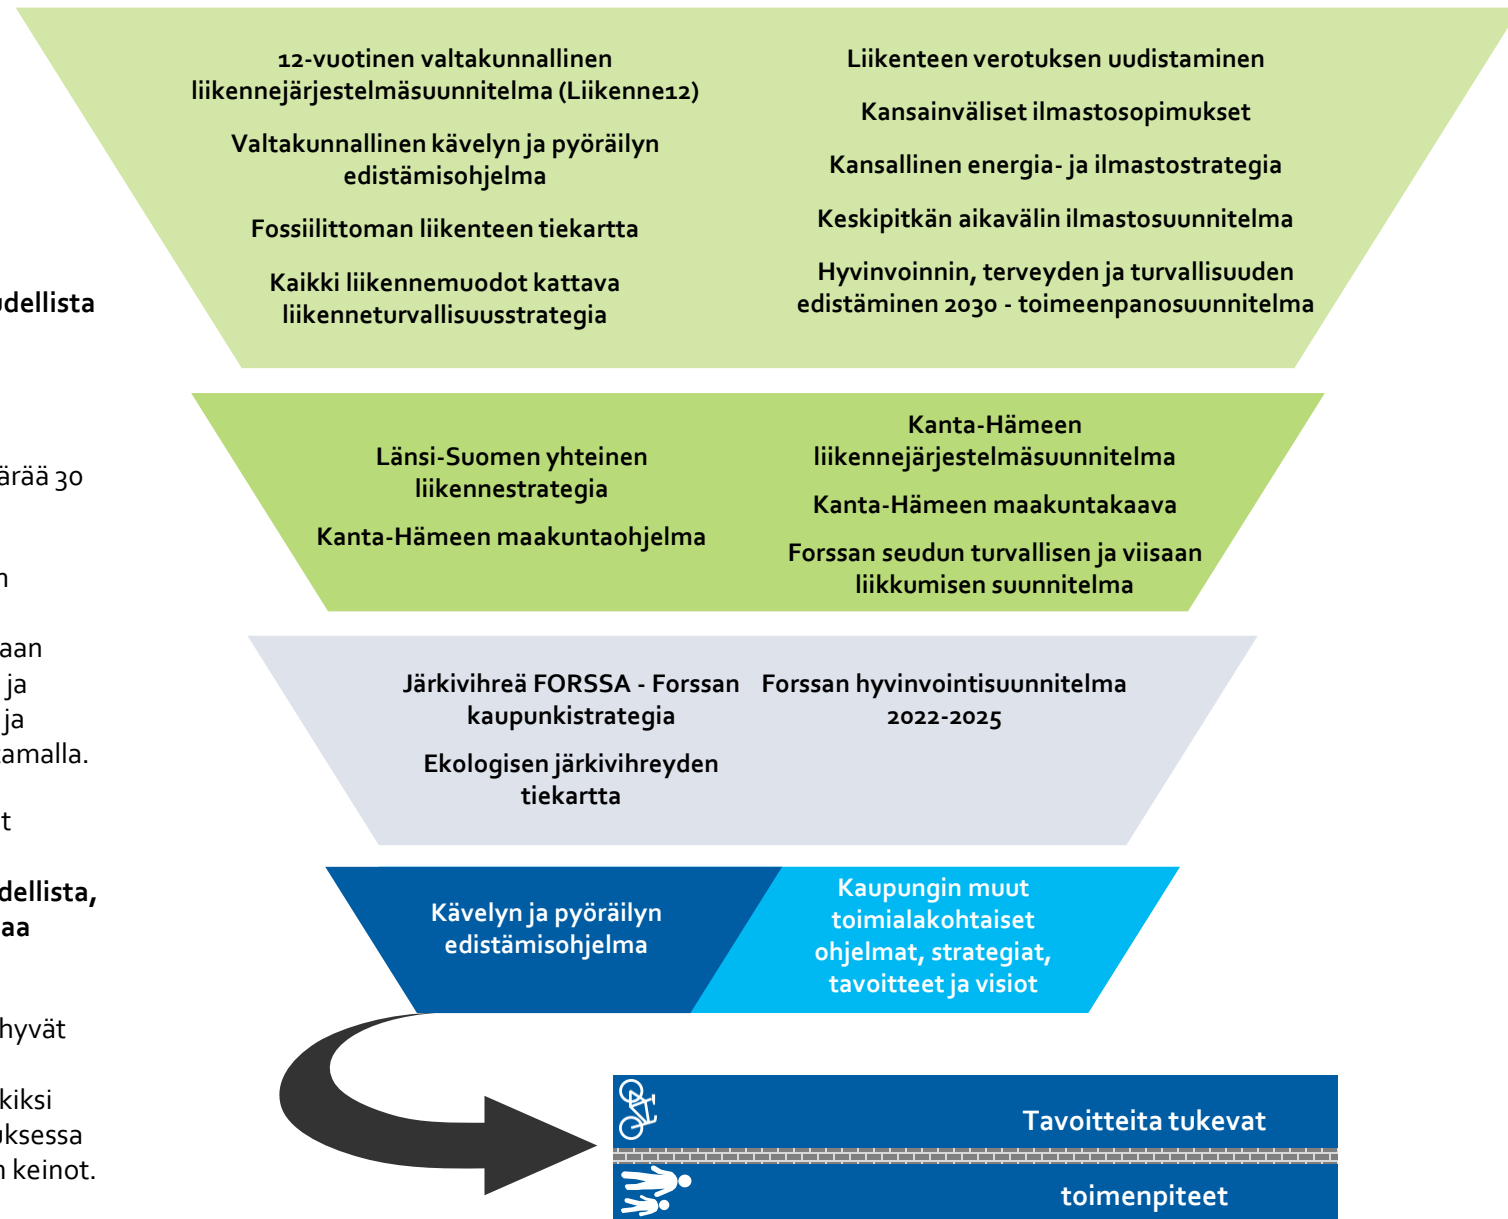 12-vuotinen valtakunnallinen
liikennejärjestelmäsuunnitelma (Liikenne12)
Valtakunnallinen kävelyn ja pyöräilyn
edistämisohjelma
Fossiilittoman liikenteen tiekartta
Kaikki liikennemuodot kattava
liikenneturvallisuusstrategia
Liikenteen verotuksen uudistaminen
Kansainväliset ilmastosopimukset
Kansallinen energia- ja ilmastostrategia
Keskipitkän aikavälin ilmastosuunnitelma
Hyvinvoinnin, terveyden ja turvallisuuden
edistäminen 2030 - toimeenpanosuunnitelma
Länsi-Suomen yhteinen
liikennestrategia
Kanta-Hämeen maakuntaohjelma
Kanta-Hämeen
liikennejärjestelmäsuunnitelma
Kanta-Hämeen maakuntakaava
Forssan seudun turvallisen ja viisaan
liikkumisen suunnitelma
Järkivihreä FORSSA - Forssan
kaupunkistrategia
Ekologisen järkivihreyden
tiekartta
Forssan hyvinvointisuunnitelma
2022-2025
Kävelyn ja pyöräilyn
edistämisohjelma
Kaupungin muut
toimialakohtaiset
ohjelmat, strategiat,
tavoitteet ja visiot
Tavoitteita tukevat
toimenpiteet
udellista
ärää 30
n
aan
ja
ja
tamalla.
t
dellista,
aa
hyvät
kiksi
uksessa
n keinot.